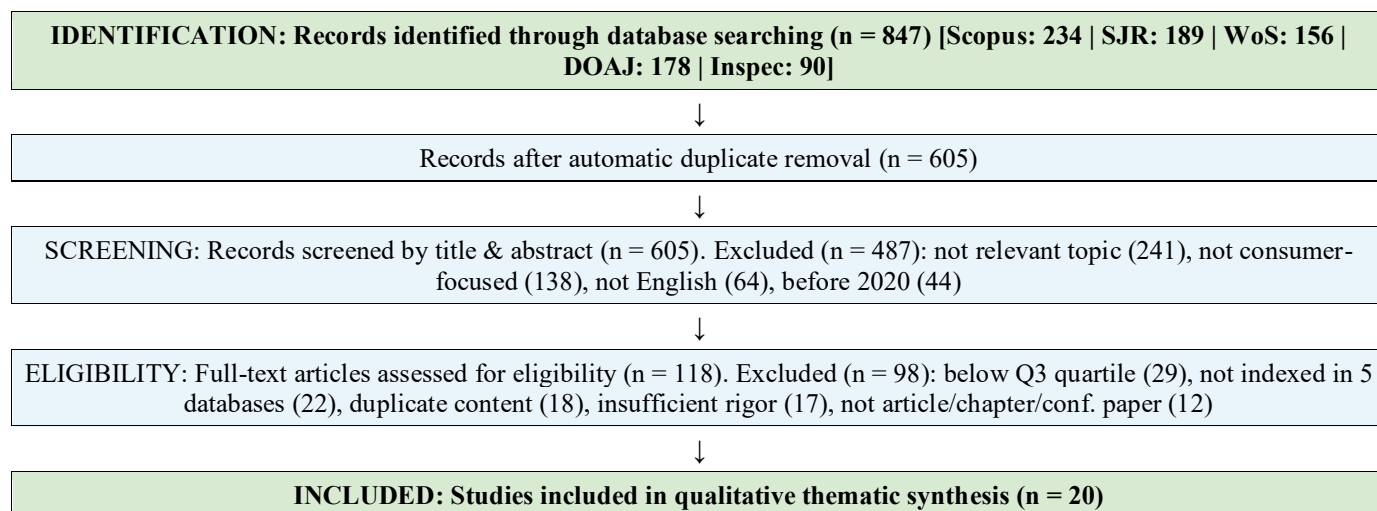 IDENTIFICATION: Records identified through database searching (n = 847) [Scopus: 234 | SJR: 189 | WoS: 156 |
DOAJ: 178 | Inspec: 90]
↓
Records after automatic duplicate removal (n = 605)
↓
SCREENING: Records screened by title & abstract (n = 605). Excluded (n = 487): not relevant topic (241), not consumer-
focused (138), not English (64), before 2020 (44)
↓
ELIGIBILITY: Full-text articles assessed for eligibility (n = 118). Excluded (n = 98): below Q3 quartile (29), not indexed in 5
databases (22), duplicate content (18), insufficient rigor (17), not article/chapter/conf. paper (12)
↓
INCLUDED: Studies included in qualitative thematic synthesis (n = 20)